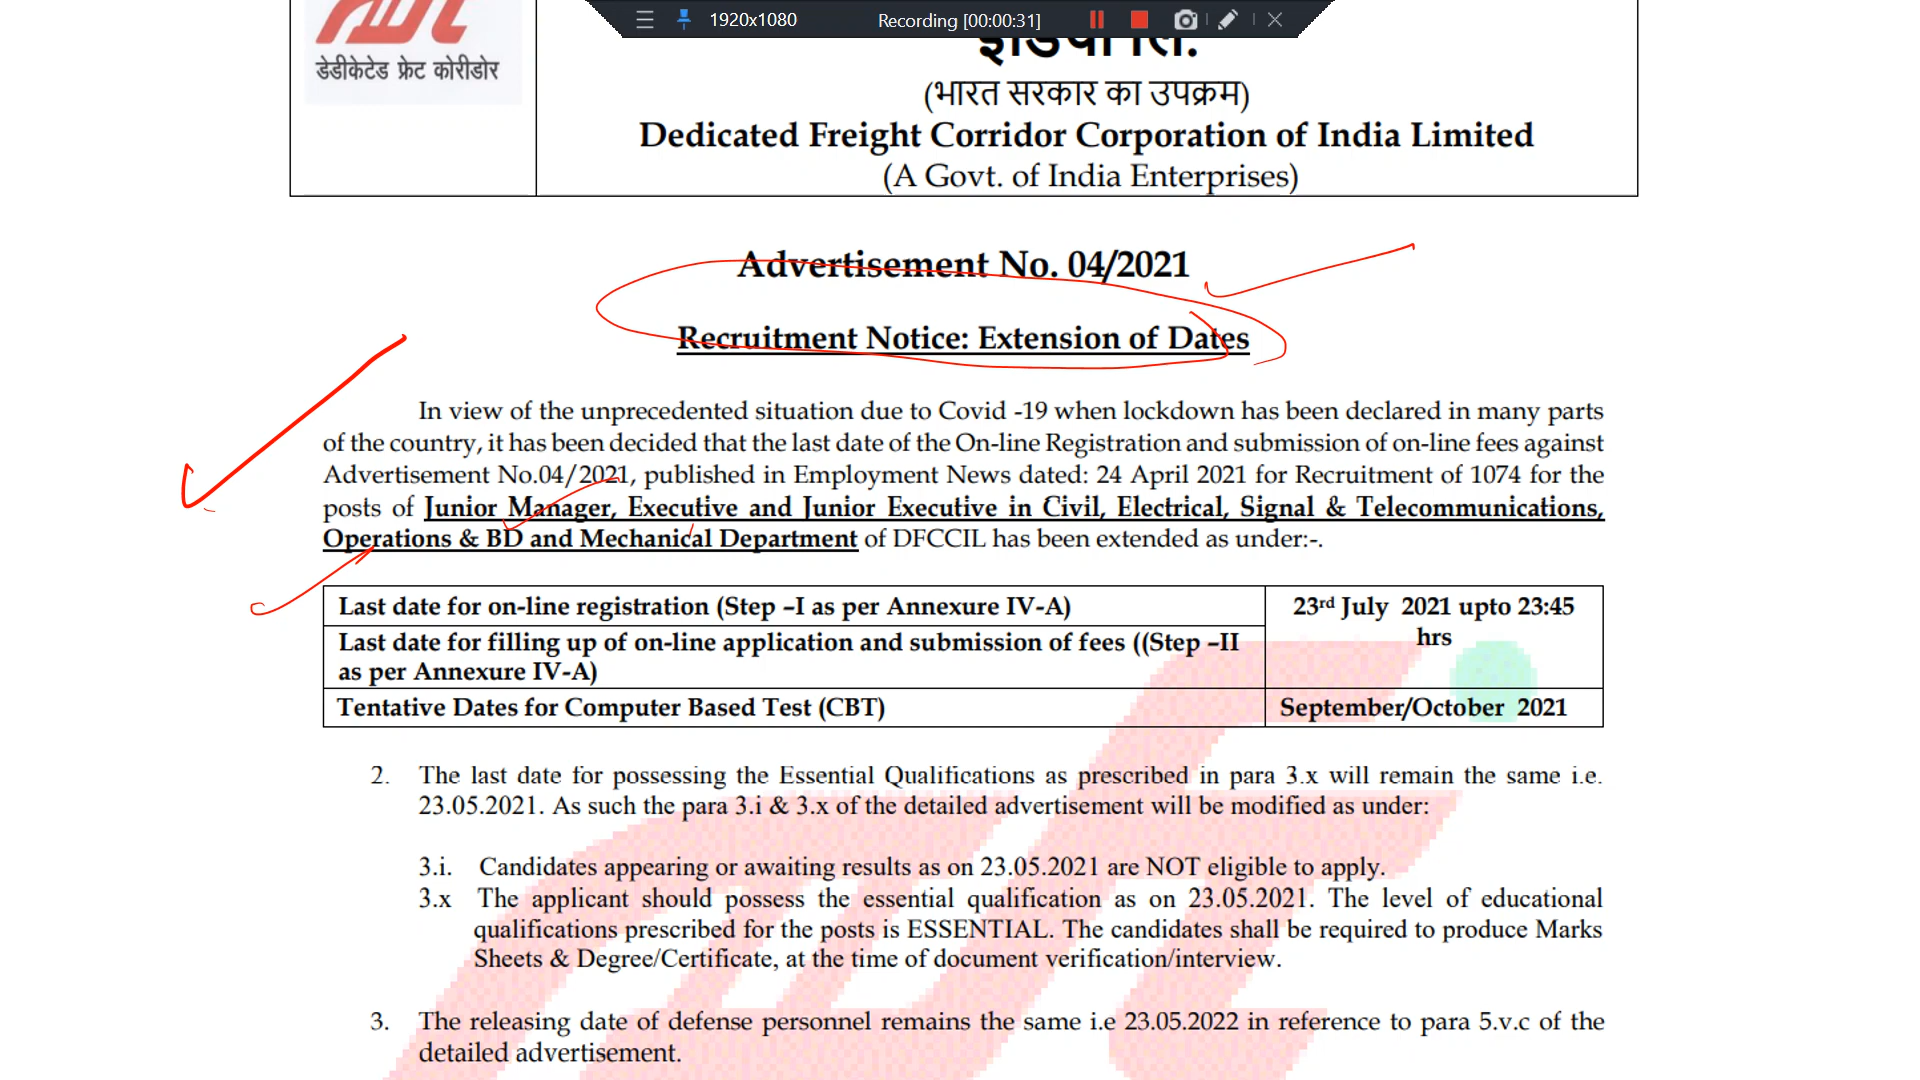 1920x1080 Recording [00:00:31]
डेडीकेटेड फ्रेट कोरीडोर
इंडिया लि.
(भारत सरकार का उपक्रम)
Dedicated Freight Corridor Corporation of India Limited
(A Govt. of India Enterprises)
Advertisement No. 04/2021
Recruitment Notice: Extension of Dates
In view of the unprecedented situation due to Covid -19 when lockdown has been declared in many parts
of the country, it has been decided that the last date of the On-line Registration and submission of on-line fees against
Advertisement No.04/2021, published in Employment News dated: 24 April 2021 for Recruitment of 1074 for the
posts of Junior Manager, Executive and Junior Executive in Civil, Electrical, Signal & Telecommunications,
Operations & BD and Mechanical Department of DFCCIL has been extended as under:-.
Last date for on-line registration (Step –I as per Annexure IV-A)
23rd July 2021 upto 23:45
hrs
Last date for filling up of on-line application and submission of fees ((Step –II
as per Annexure IV-A)
Tentative Dates for Computer Based Test (CBT)
September/October 2021
2. The last date for possessing the Essential Qualifications as prescribed in para 3.x will remain the same i.e.
23.05.2021. As such the para 3.i & 3.x of the detailed advertisement will be modified as under:
3.i. Candidates appearing or awaiting results as on 23.05.2021 are NOT eligible to apply.
3.x The applicant should possess the essential qualification as on 23.05.2021. The level of educational
qualifications prescribed for the posts is ESSENTIAL. The candidates shall be required to produce Marks
Sheets & Degree/Certificate, at the time of document verification/interview.
3. The releasing date of defense personnel remains the same i.e 23.05.2022 in reference to para 5.v.c of the
detailed advertisement.